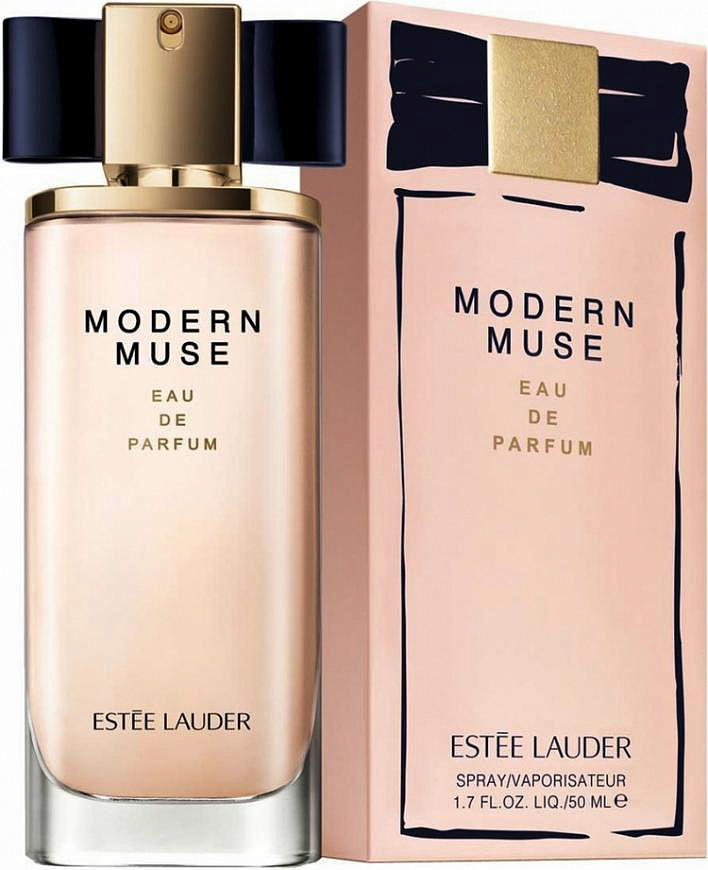 MODERN
MUSE
EAU
DE
PARFUM
ESTĒE LAUDER
MODERN
MUSE
EAU
DE
PARFUM
ESTĒE LAUDER
SPRAY/VAPORISATEUR
1.7 FL.OZ. LIQ./50 ML ℮